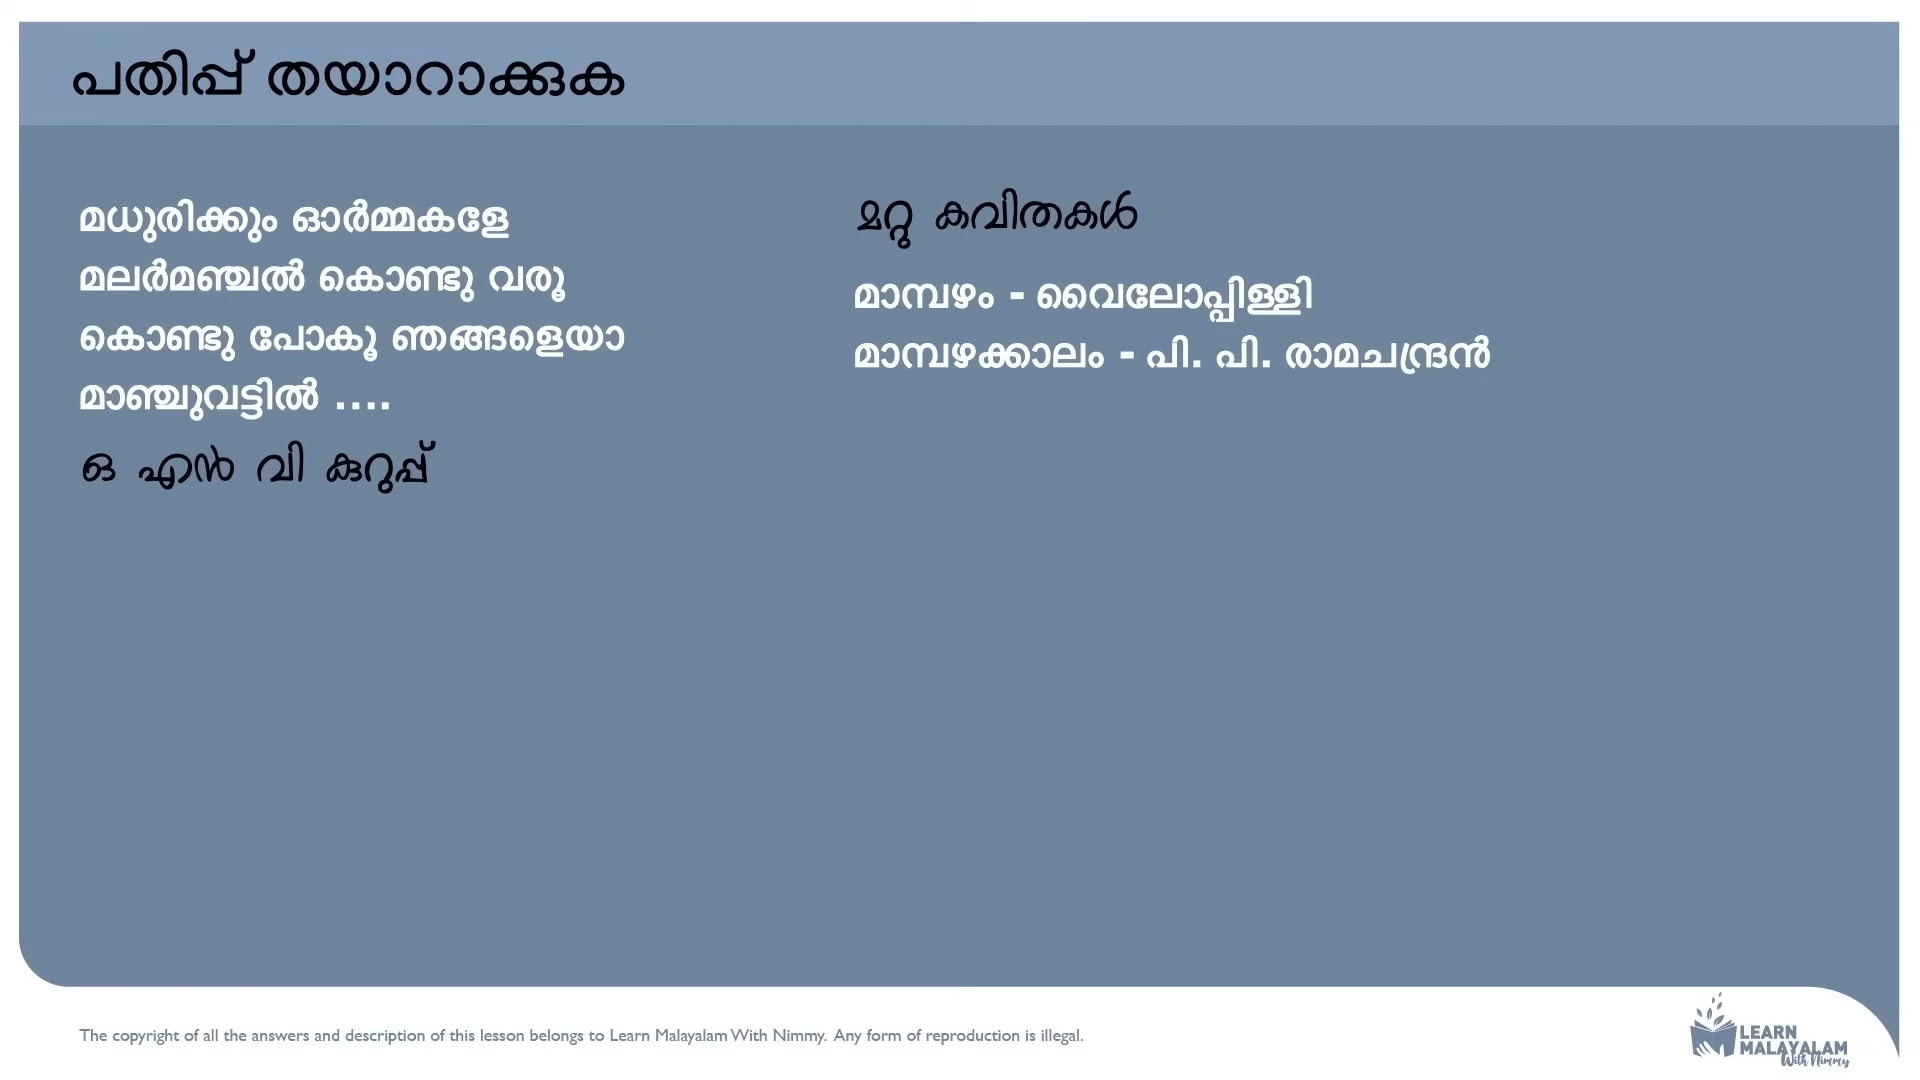 പതിപ്പ് തയാറാക്കുക
മധുരിക്കും ഓർമ്മകളേ
മലർമഞ്ചൽ കൊണ്ടു വരൂ
കൊണ്ടു പോകൂ ഞങ്ങളെയാ
മാഞ്ചുവട്ടിൽ ....
ഒ എൻ വി കുറുപ്പ്
മറ്റു കവിതകൾ
മാമ്പഴം - വൈലോപ്പിള്ളി
മാമ്പഴക്കാലം - പി. പി. രാമചന്ദ്രൻ
The copyright of all the answers and description of this lesson belongs to Learn Malayalam With Nimmy. Any form of reproduction is illegal.
LEARN
MALAYALAM
With Nimmy